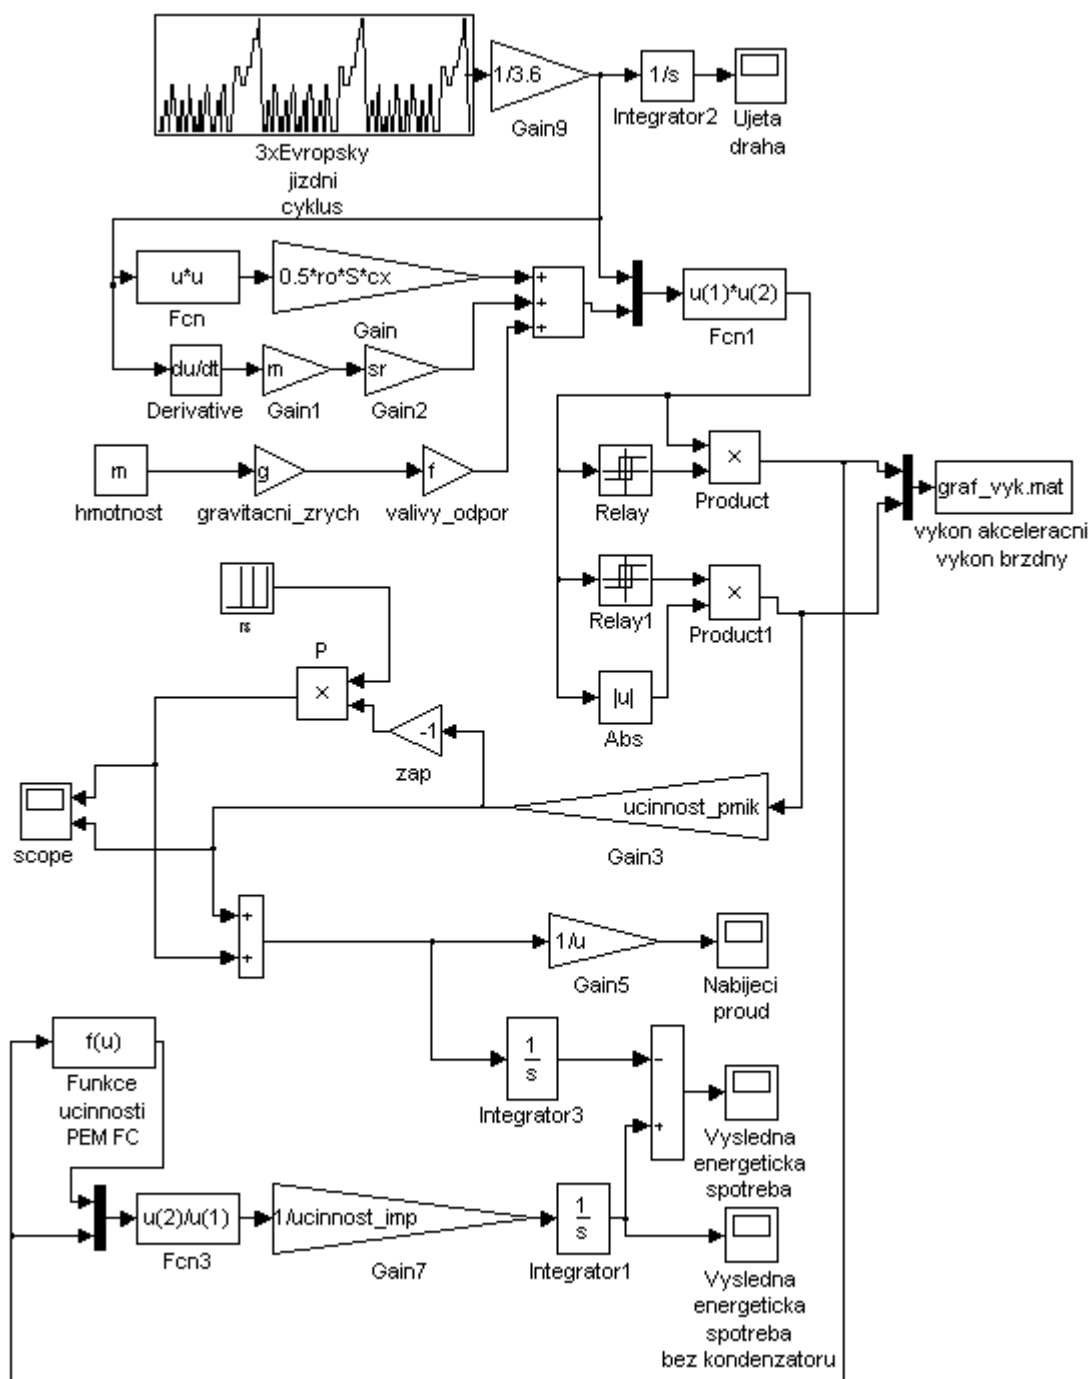 1/3.6
1/s
Gain9
Integrator2
Ujeta
draha
3xEvropsky
jizdni
cyklus
u*u
0.5*ro*S*cx
+
+
+
u(1)*u(2)
Fcn
Gain
Fcn1
du/dt
m
sr
Derivative
Gain1
Gain2
m
g
f
hmotnost
gravitacni_zrych
valivy_odpor
×
Relay
Product
graf_vyk.mat
vykon akceleracni
vykon brzdny
×
Relay1
Product1
rs
P
×
-1
zap
|u|
Abs
ucinnost_pmik
Gain3
scope
+
+
1/u
Gain5
Nabijeci
proud
f(u)
Funkce
ucinnosti
PEM FC
1
s
Integrator3
-
+
Vysledna
energeticka
spotreba
u(2)/u(1)
Fcn3
1/ucinnost_imp
Gain7
1
s
Integrator1
Vysledna
energeticka
spotreba
bez kondenzatoru